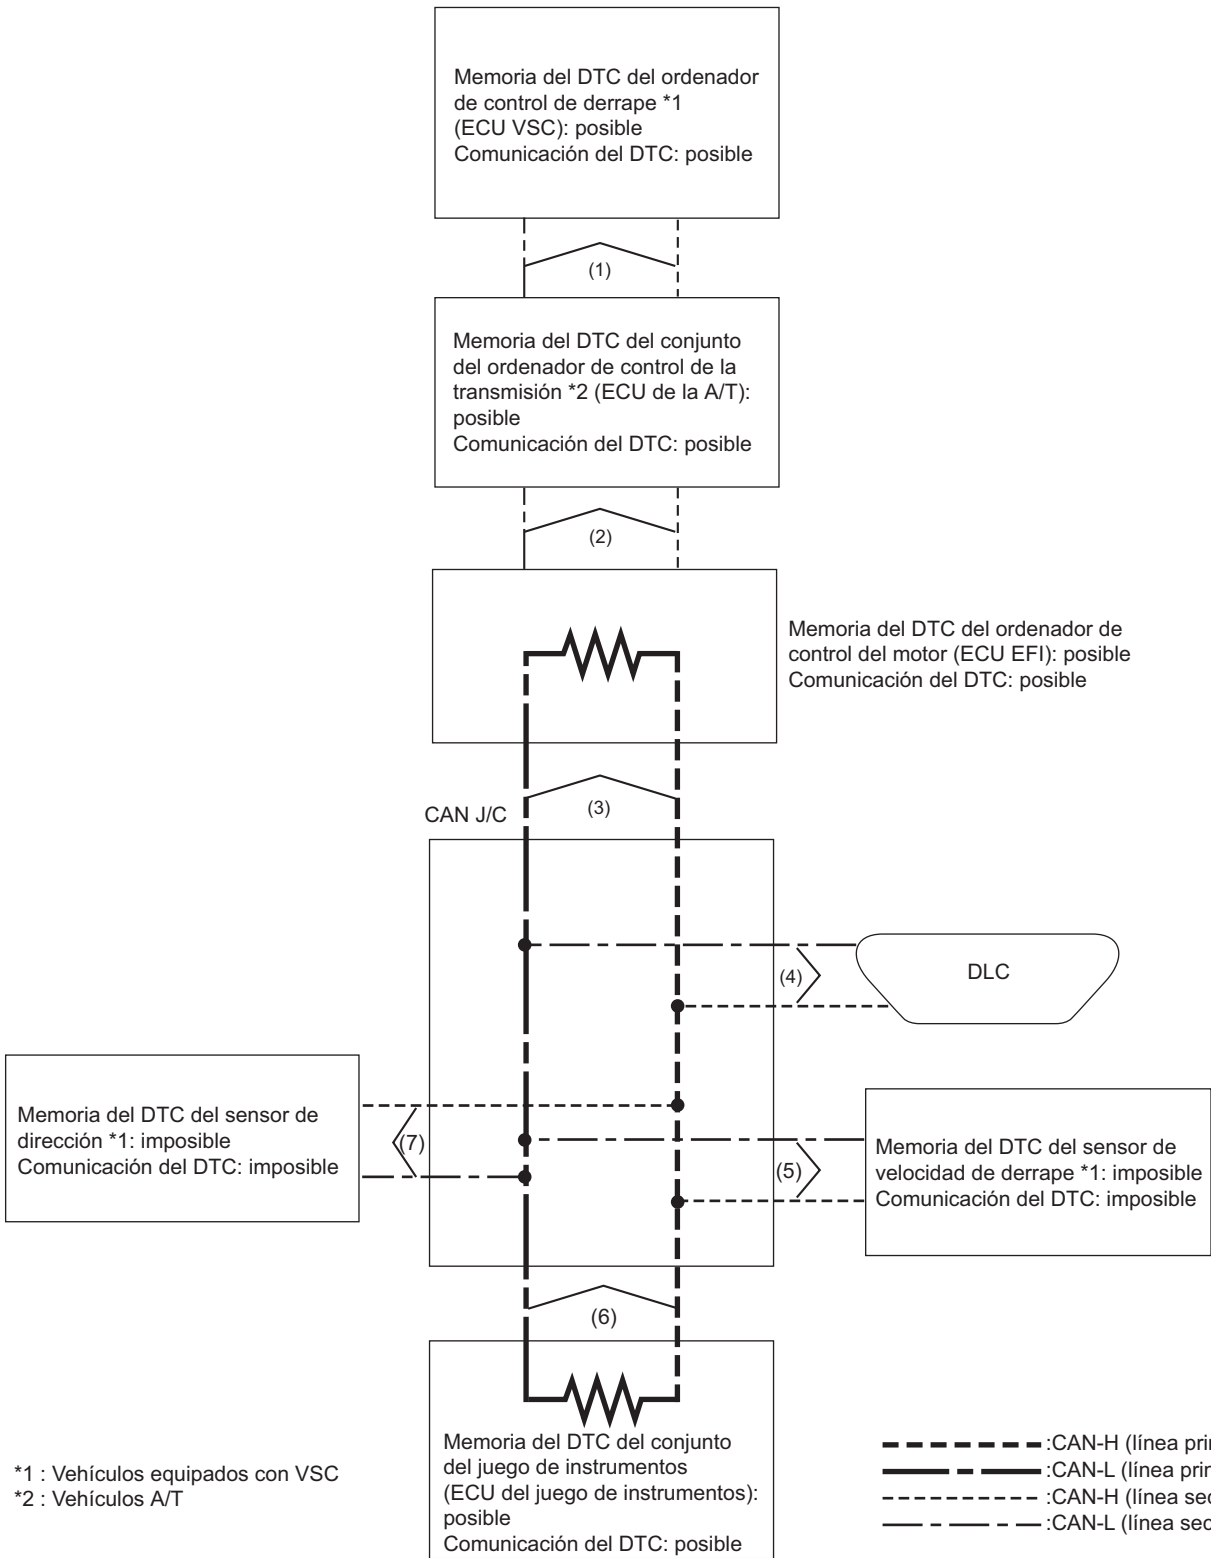 Memoria del DTC del ordenador
de control de derrape *1
(ECU VSC): posible
Comunicación del DTC: posible
(1)
Memoria del DTC del conjunto
del ordenador de control de la
transmisión *2 (ECU de la A/T):
posible
Comunicación del DTC: posible
(2)
Memoria del DTC del ordenador de
control del motor (ECU EFI): posible
Comunicación del DTC: posible
(3)
CAN J/C
(4)
DLC
Memoria del DTC del sensor de
dirección *1: imposible
Comunicación del DTC: imposible
(7)
(5)
Memoria del DTC del sensor de
velocidad de derrape *1: imposible
Comunicación del DTC: imposible
(6)
Memoria del DTC del conjunto
del juego de instrumentos
(ECU del juego de instrumentos):
posible
Comunicación del DTC: posible
*1 : Vehículos equipados con VSC
*2 : Vehículos A/T
:CAN-H (línea
:CAN-L (línea
:CAN-H (línea
:CAN-L (línea